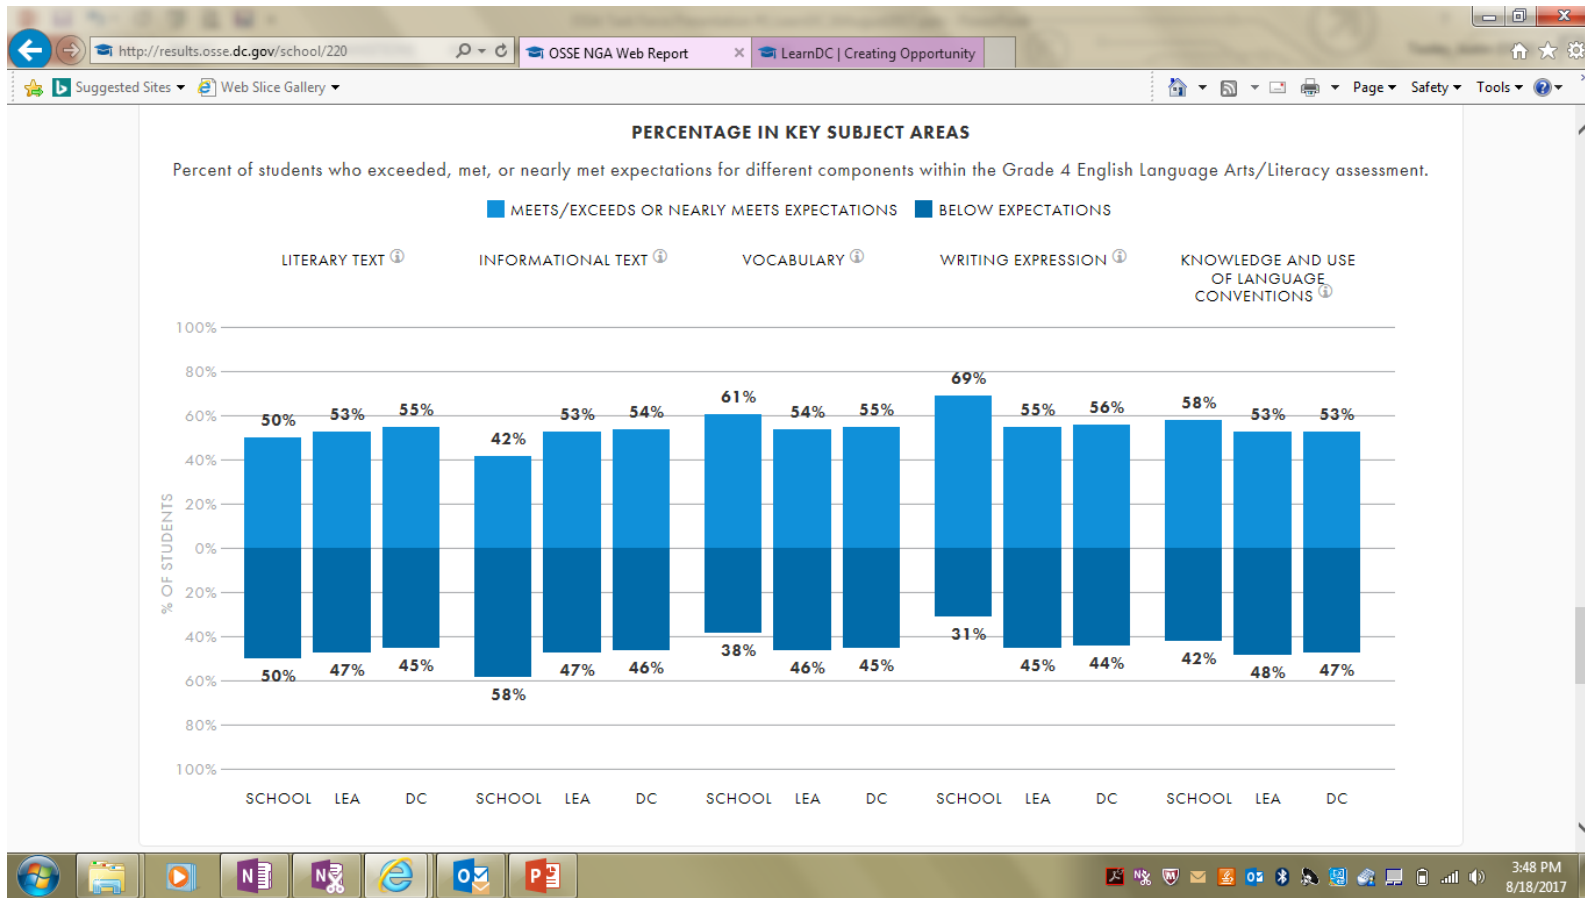 http://results.osse.dc.gov/school/220
OSSE NGA Web Report
LearnDC | Creating Opportunity
Suggested Sites
Web Slice Gallery
Page
Safety
Tools
PERCENTAGE IN KEY SUBJECT AREAS
Percent of students who exceeded, met, or nearly met expectations for different components within the Grade 4 English Language Arts/Literacy assessment.
MEETS/EXCEEDS OR NEARLY MEETS EXPECTATIONS
BELOW EXPECTATIONS
LITERARY TEXT
INFORMATIONAL TEXT
VOCABULARY
WRITING EXPRESSION
KNOWLEDGE AND USE
OF LANGUAGE
CONVENTIONS
% OF STUDENTS
100%
80%
60%
40%
20%
0%
20%
40%
60%
80%
100%
50% 53% 55% 42% 53% 54% 61% 54% 55% 69% 55% 56% 58% 53% 53%
50% 47% 45% 58% 47% 46% 38% 46% 45% 31% 45% 44% 42% 48% 47%
SCHOOL LEA DC SCHOOL LEA DC SCHOOL LEA DC SCHOOL LEA DC SCHOOL LEA DC
3:48 PM
8/18/2017